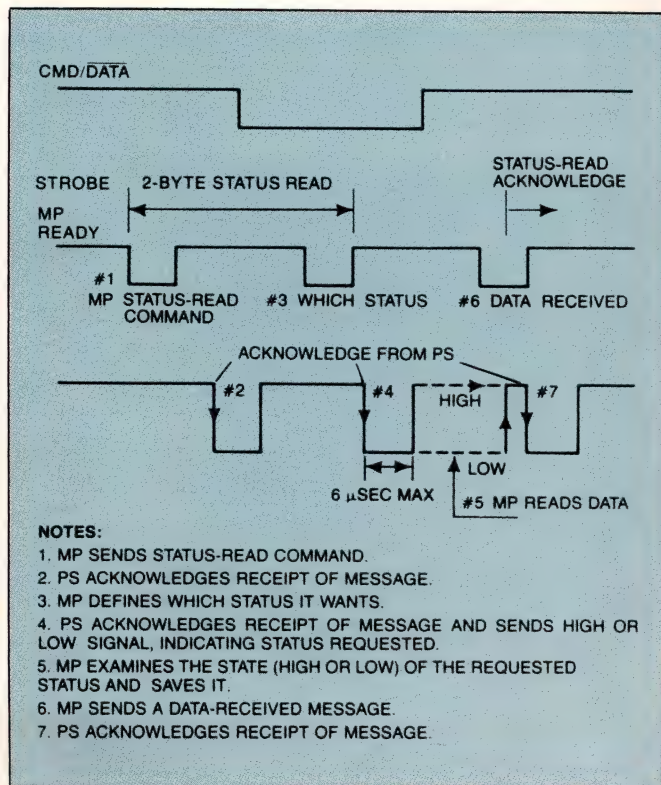 CMD/DATA
STROBE
2-BYTE STATUS READ
STATUS-READ
ACKNOWLEDGE
MP
READY
#1
MP STATUS-READ
COMMAND
#3 WHICH STATUS
#6 DATA RECEIVED
ACKNOWLEDGE FROM PS
#2
#4
HIGH
#7
LOW
6 μSEC MAX
#5 MP READS DATA
NOTES:
1. MP SENDS STATUS-READ COMMAND.
2. PS ACKNOWLEDGES RECEIPT OF MESSAGE.
3. MP DEFINES WHICH STATUS IT WANTS.
4. PS ACKNOWLEDGES RECEIPT OF MESSAGE AND SENDS HIGH OR
LOW SIGNAL, INDICATING STATUS REQUESTED.
5. MP EXAMINES THE STATE (HIGH OR LOW) OF THE REQUESTED
STATUS AND SAVES IT.
6. MP SENDS A DATA-RECEIVED MESSAGE.
7. PS ACKNOWLEDGES RECEIPT OF MESSAGE.